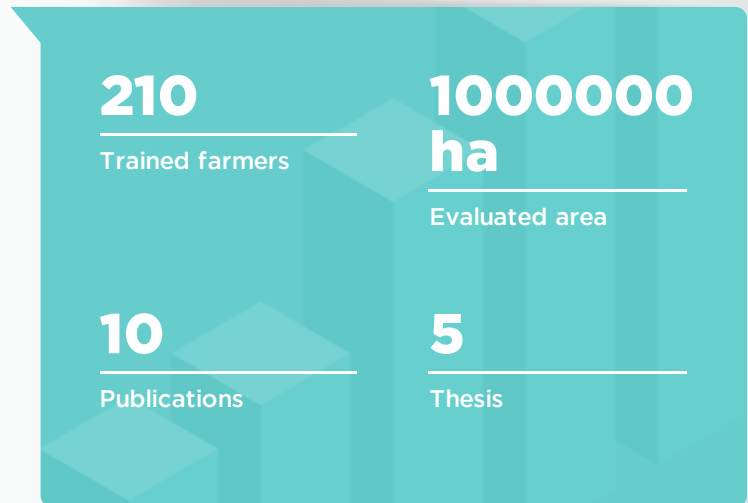 210
Trained farmers
1000000
ha
Evaluated area
10
Publications
5
Thesis